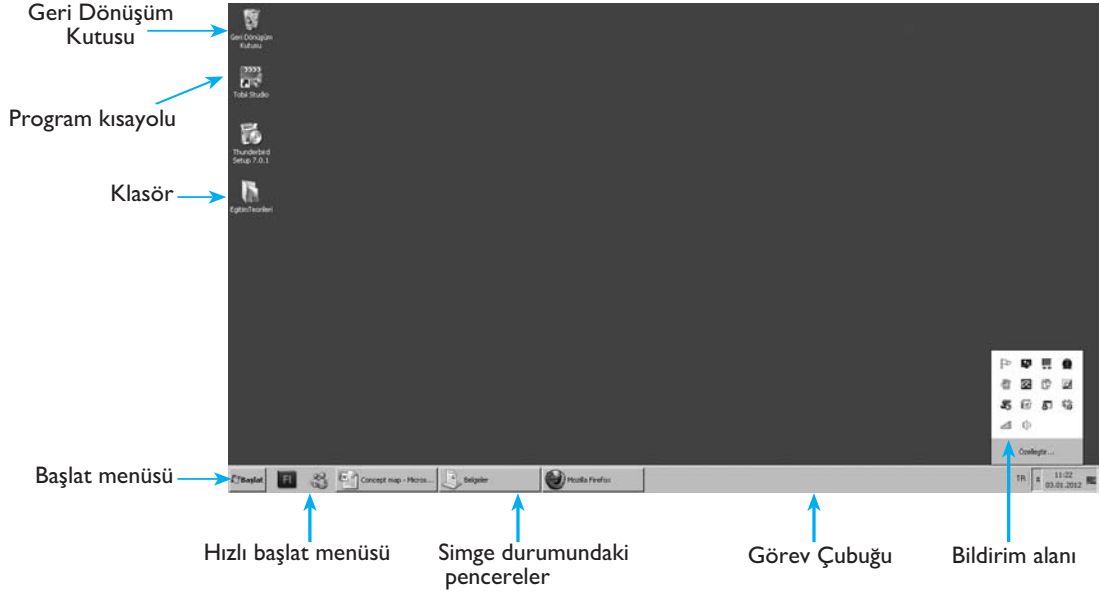 Geri Dönüşüm
Kutusu
Geri Dönüşüm
Kutusu
Program kısayolu
Tobii Studio
Thunderbird
Setup 7.0.1
Klasör
EgitimTeorileri
Özelleştir...
Başlat menüsü
Başlat
Fl
Concept map - Micros...
Belgeler
Mozilla Firefox
TR
11:22
03.01.2012
Hızlı başlat menüsü
Simge durumundaki
pencereler
Görev Çubuğu
Bildirim alanı